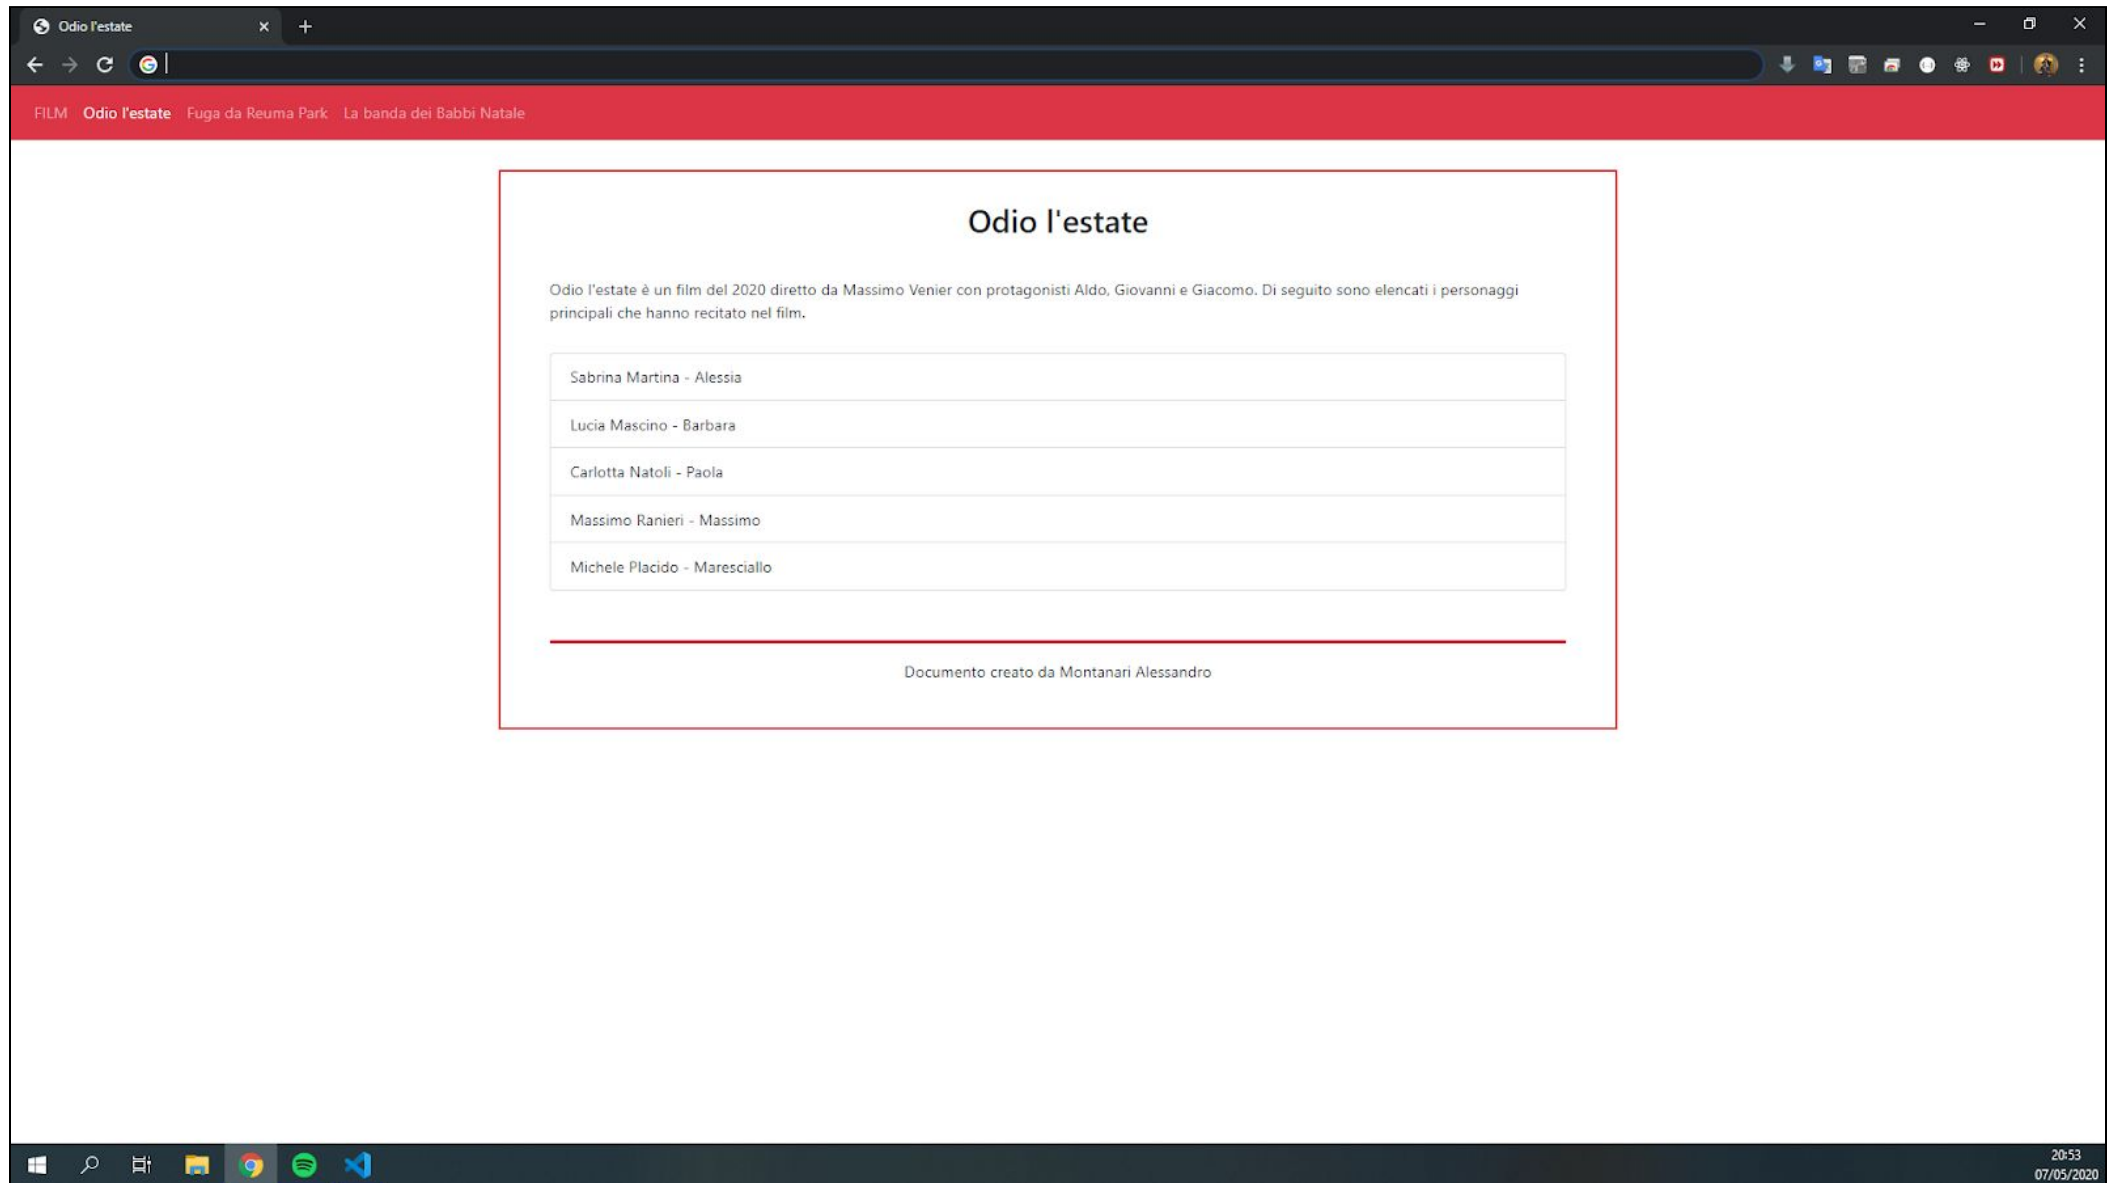 Odio l'estate
FILM Odio l'estate Fuga da Reuma Park La banda dei Babbi Natale
Odio l'estate
Odio l'estate è un film del 2020 diretto da Massimo Venier con protagonisti Aldo, Giovanni e Giacomo. Di seguito sono elencati i personaggi
principali che hanno recitato nel film.
Sabrina Martina - Alessia
Lucia Mascino - Barbara
Carlotta Natoli - Paola
Massimo Ranieri - Massimo
Michele Placido - Maresciallo
Documento creato da Montanari Alessandro
20:53
07/05/2020